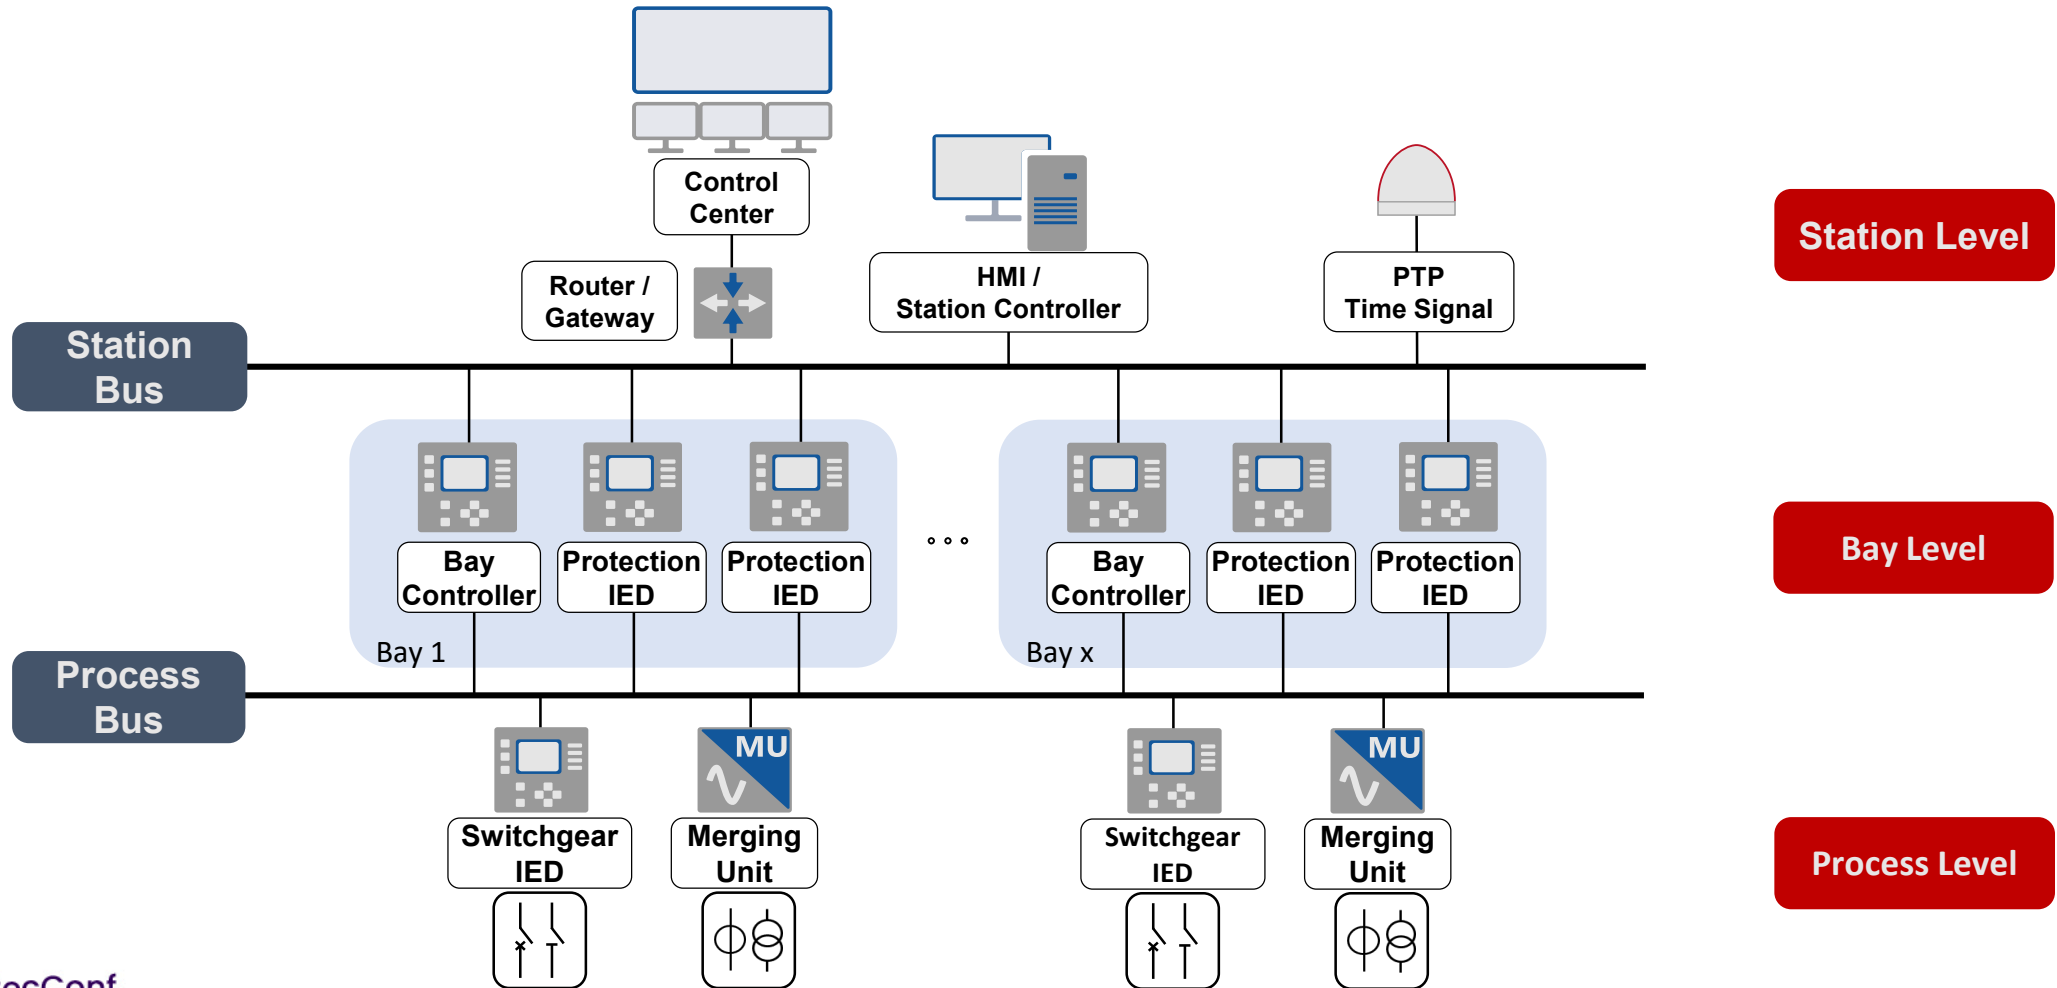 Control
Center
Router /
Gateway
HMI /
Station Controller
PTP
Time Signal
Station Level
Station
Bus
Bay
Controller
Protection
IED
Protection
IED
Bay 1
Bay
Controller
Protection
IED
Protection
IED
Bay x
Bay Level
Process
Bus
MU
MU
Switchgear
IED
Merging
Unit
Switchgear
IED
Merging
Unit
Process Level